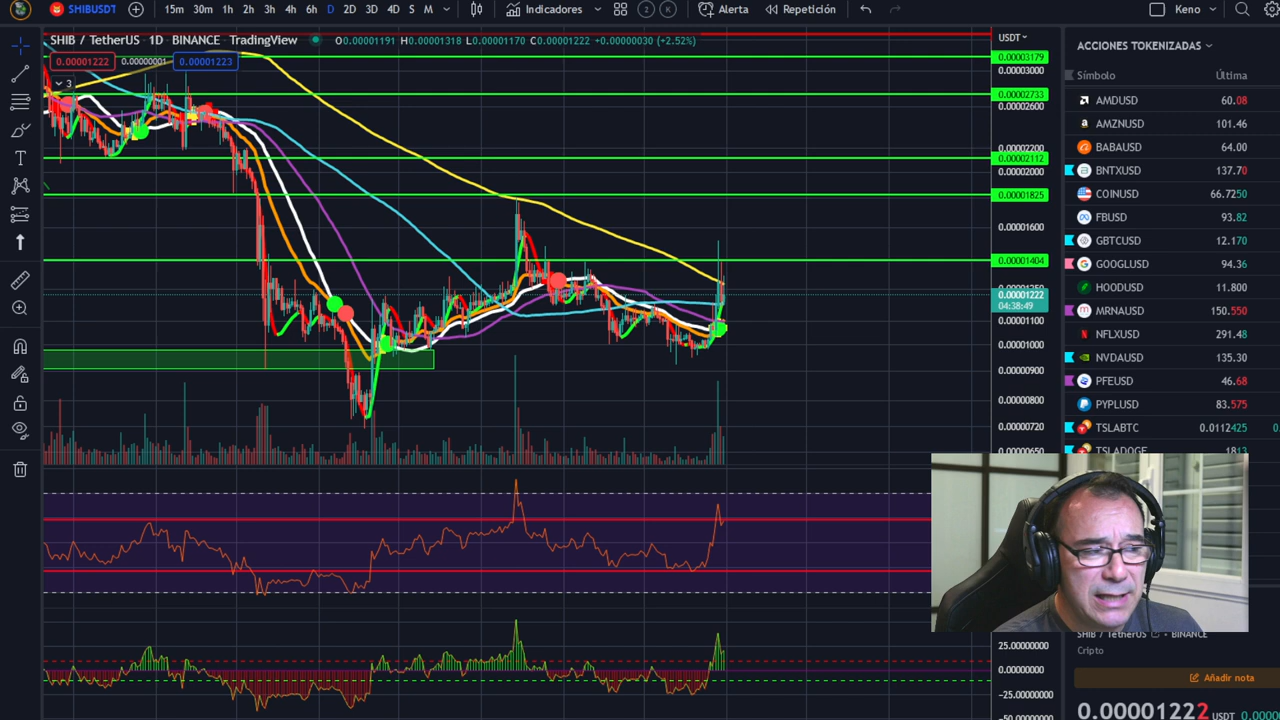 SHIBUSDT 15m 30m 1h 2h 3h 4h 6h D 2D 3D 4D S M Indicadores 2 K Alerta Repetición Keno
SHIB / TetherUS · 1D · BINANCE · TradingView O0.00001191 H0.00001318 L0.00001170 C0.00001222 +0.00000030 (+2.52%)
0.00001222 0.00000001 0.00001223
3
USDT
0.00003179
0.00003000
0.00002733
0.00002600
0.00002200
0.00002112
0.00002000
0.00001825
0.00001600
0.00001404
0.00001222
04:38:49
0.00001100
0.00001000
0.00000900
0.00000800
0.00000720
25.00000000
0.00000000
−25.00000000
ACCIONES TOKENIZADAS
Símbolo Última
AMDUSD 60.08
AMZNUSD 101.46
BABAUSD 64.00
BNTXUSD 137.70
COINUSD 66.7250
FBUSD 93.82
GBTCUSD 12.170
GOOGLUSD 94.36
HOODUSD 11.800
MRNAUSD 150.550
NFLXUSD 291.48
NVDAUSD 135.30
PFEUSD 46.68
PYPLUSD 83.575
TSLABTC 0.0112425
TSLADOGE 1813
SHIB / TetherUS BINANCE
Cripto
Añadir nota
0.00001222 USDT